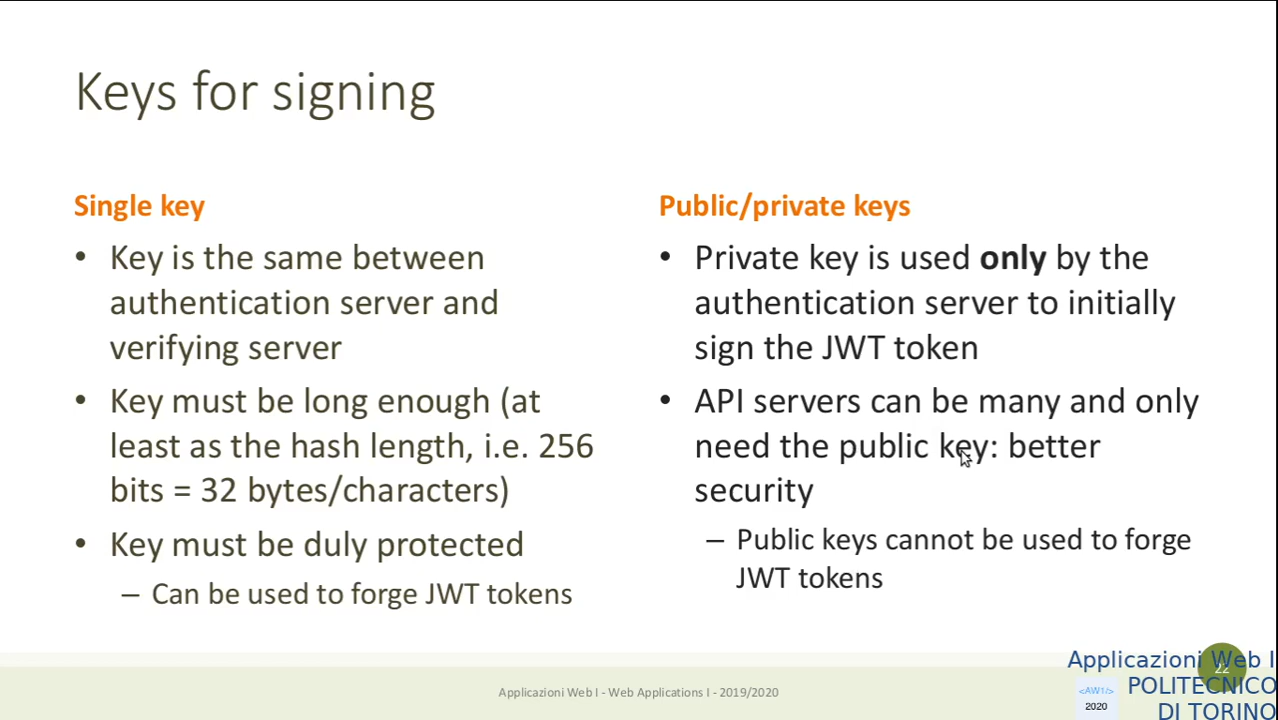 Keys for signing
Single key
• Key is the same between
authentication server and
verifying server
• Key must be long enough (at
least as the hash length, i.e. 256
bits = 32 bytes/characters)
• Key must be duly protected
– Can be used to forge JWT tokens
Public/private keys
• Private key is used only by the
authentication server to initially
sign the JWT token
• API servers can be many and only
need the public key: better
security
– Public keys cannot be used to forge
JWT tokens
Applicazioni Web I - Web Applications I - 2019/2020
22
Applicazioni Web I
POLITECNICO
DI TORINO
<AW1/>
2020